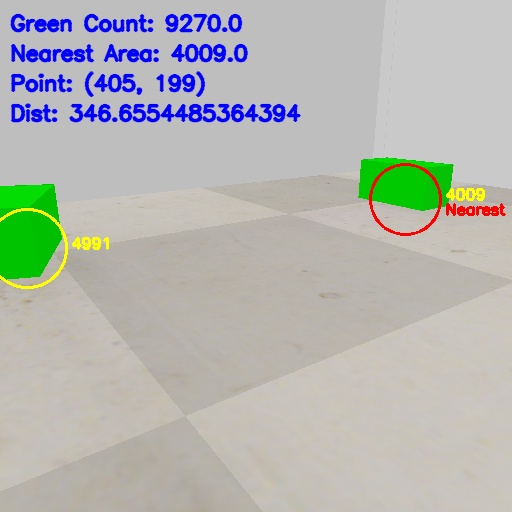 Green Count: 9270.0
Nearest Area: 4009.0
Point: (405, 199)
Dist: 346.6554485364394
4009
Nearest
4991